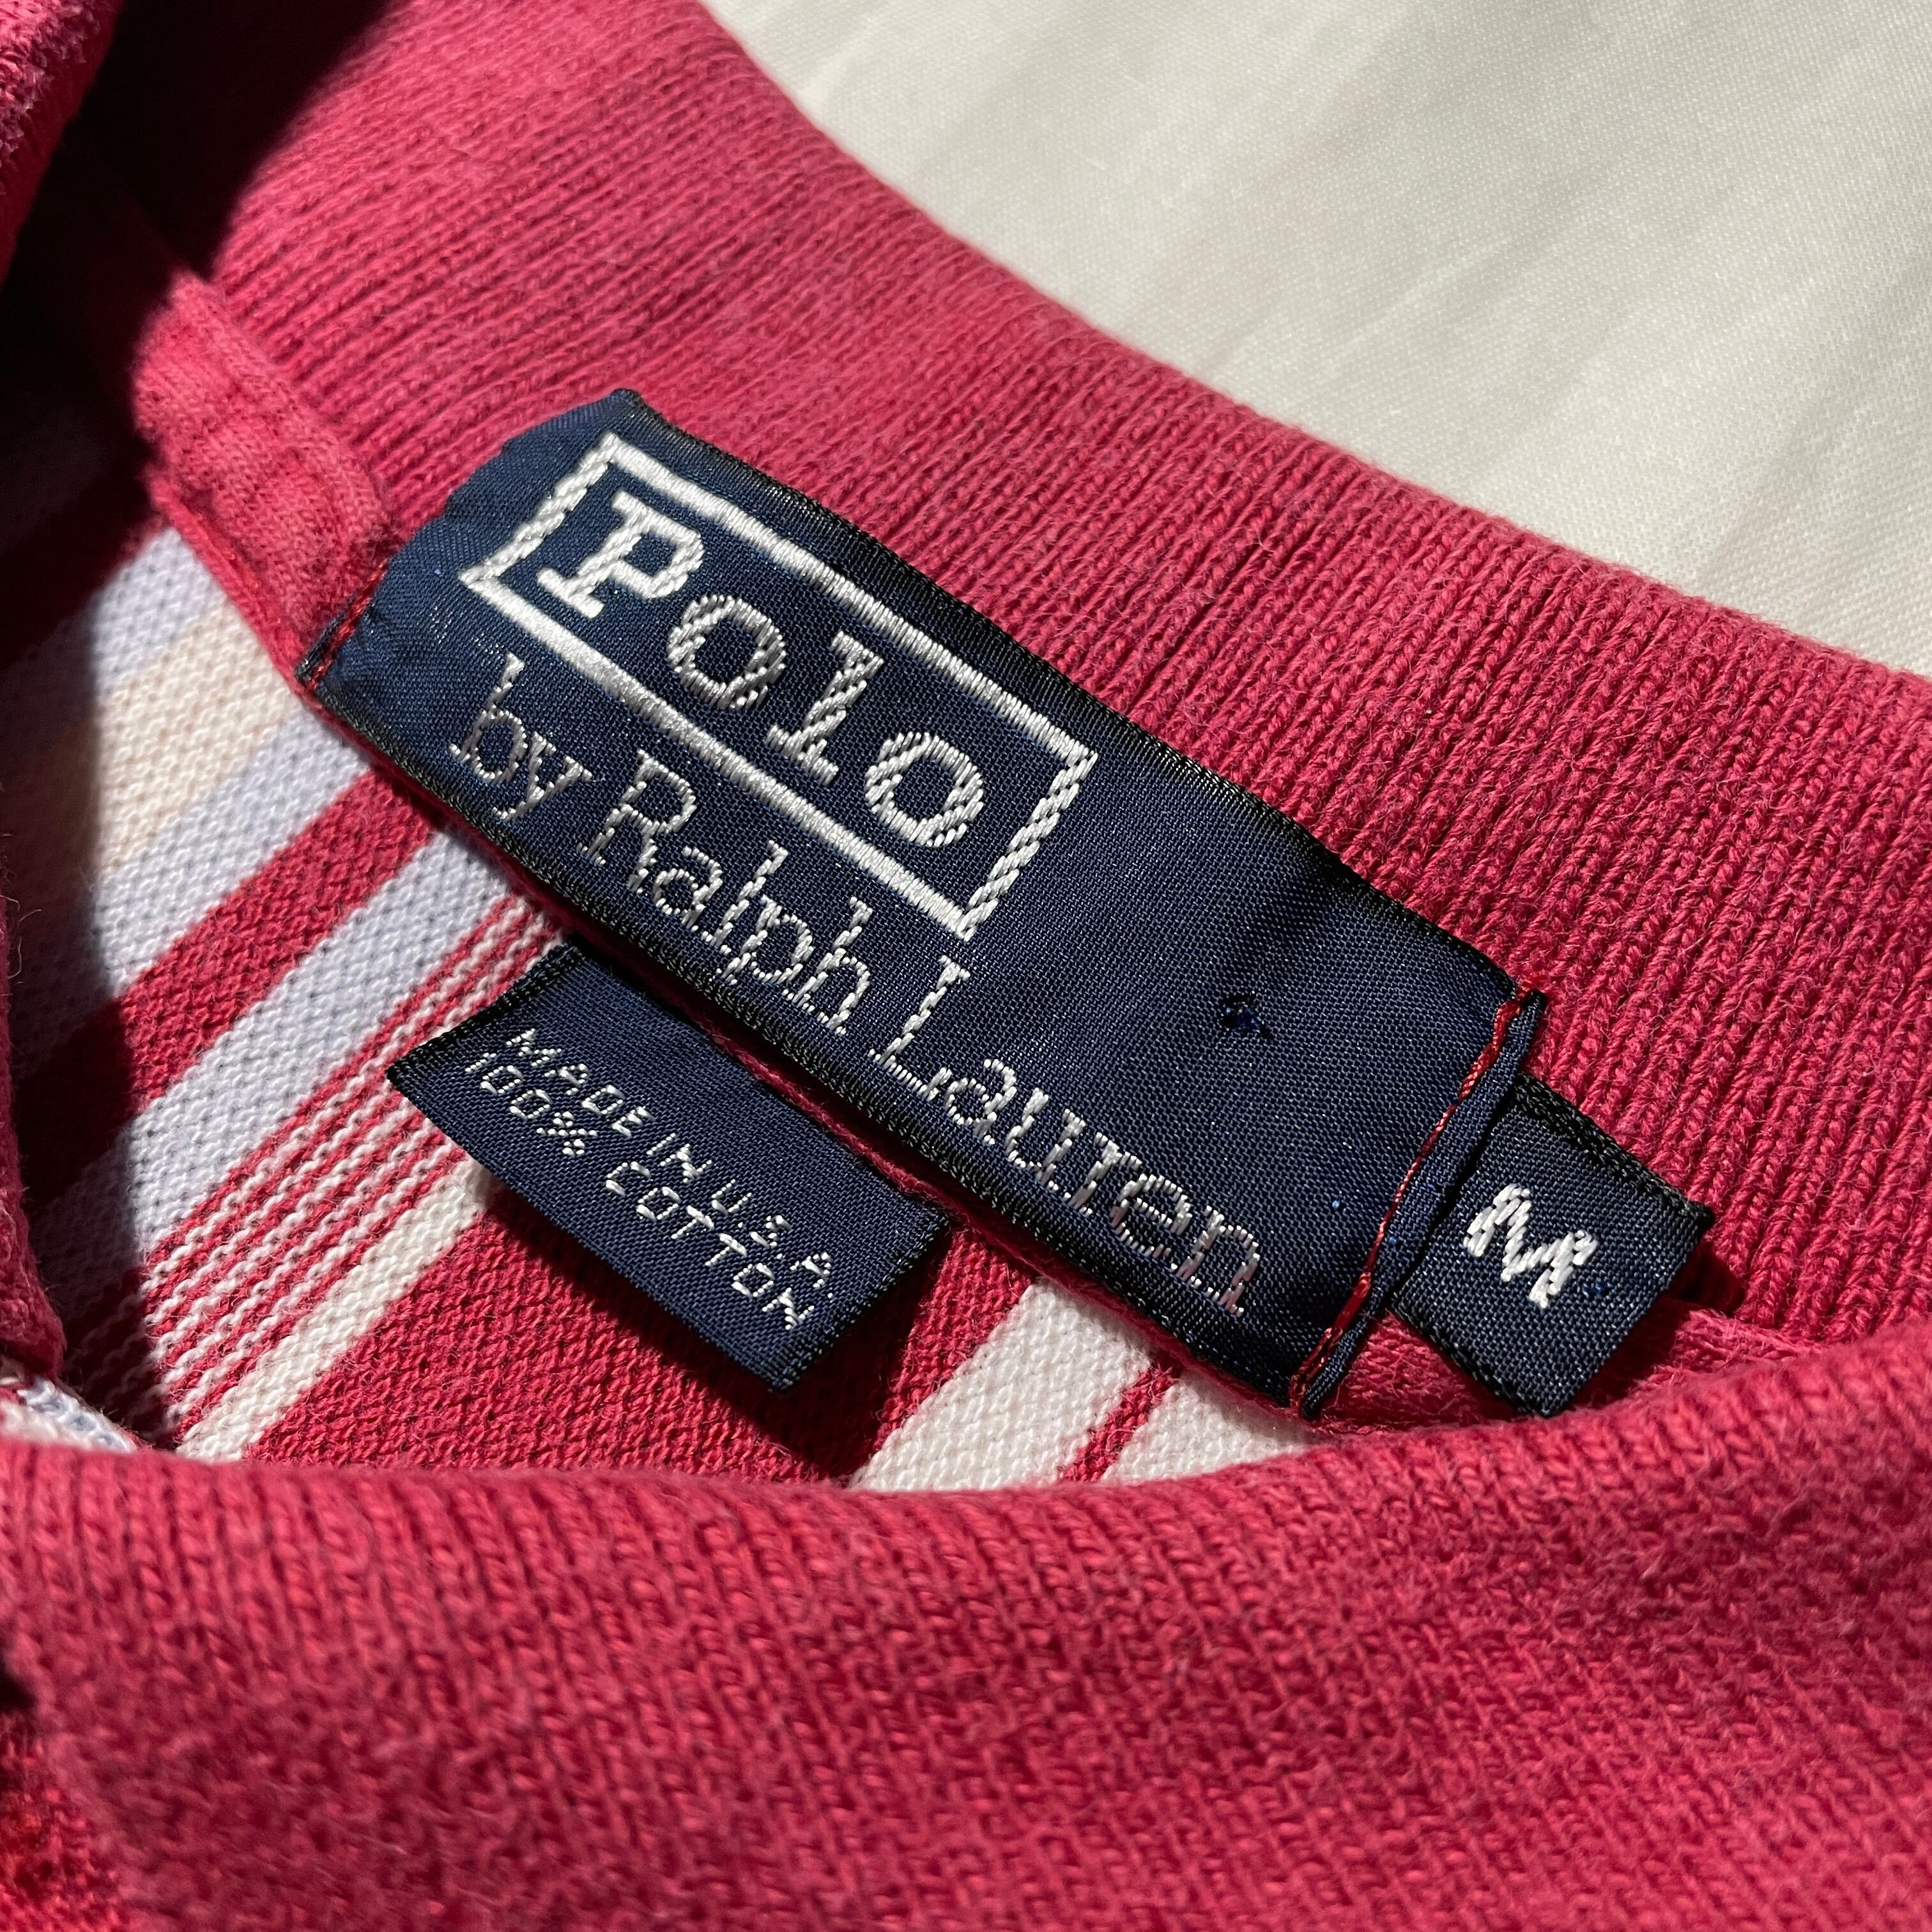 Polo
by Ralph Lauren
M
MADE IN U.S.A.
100% COTTON